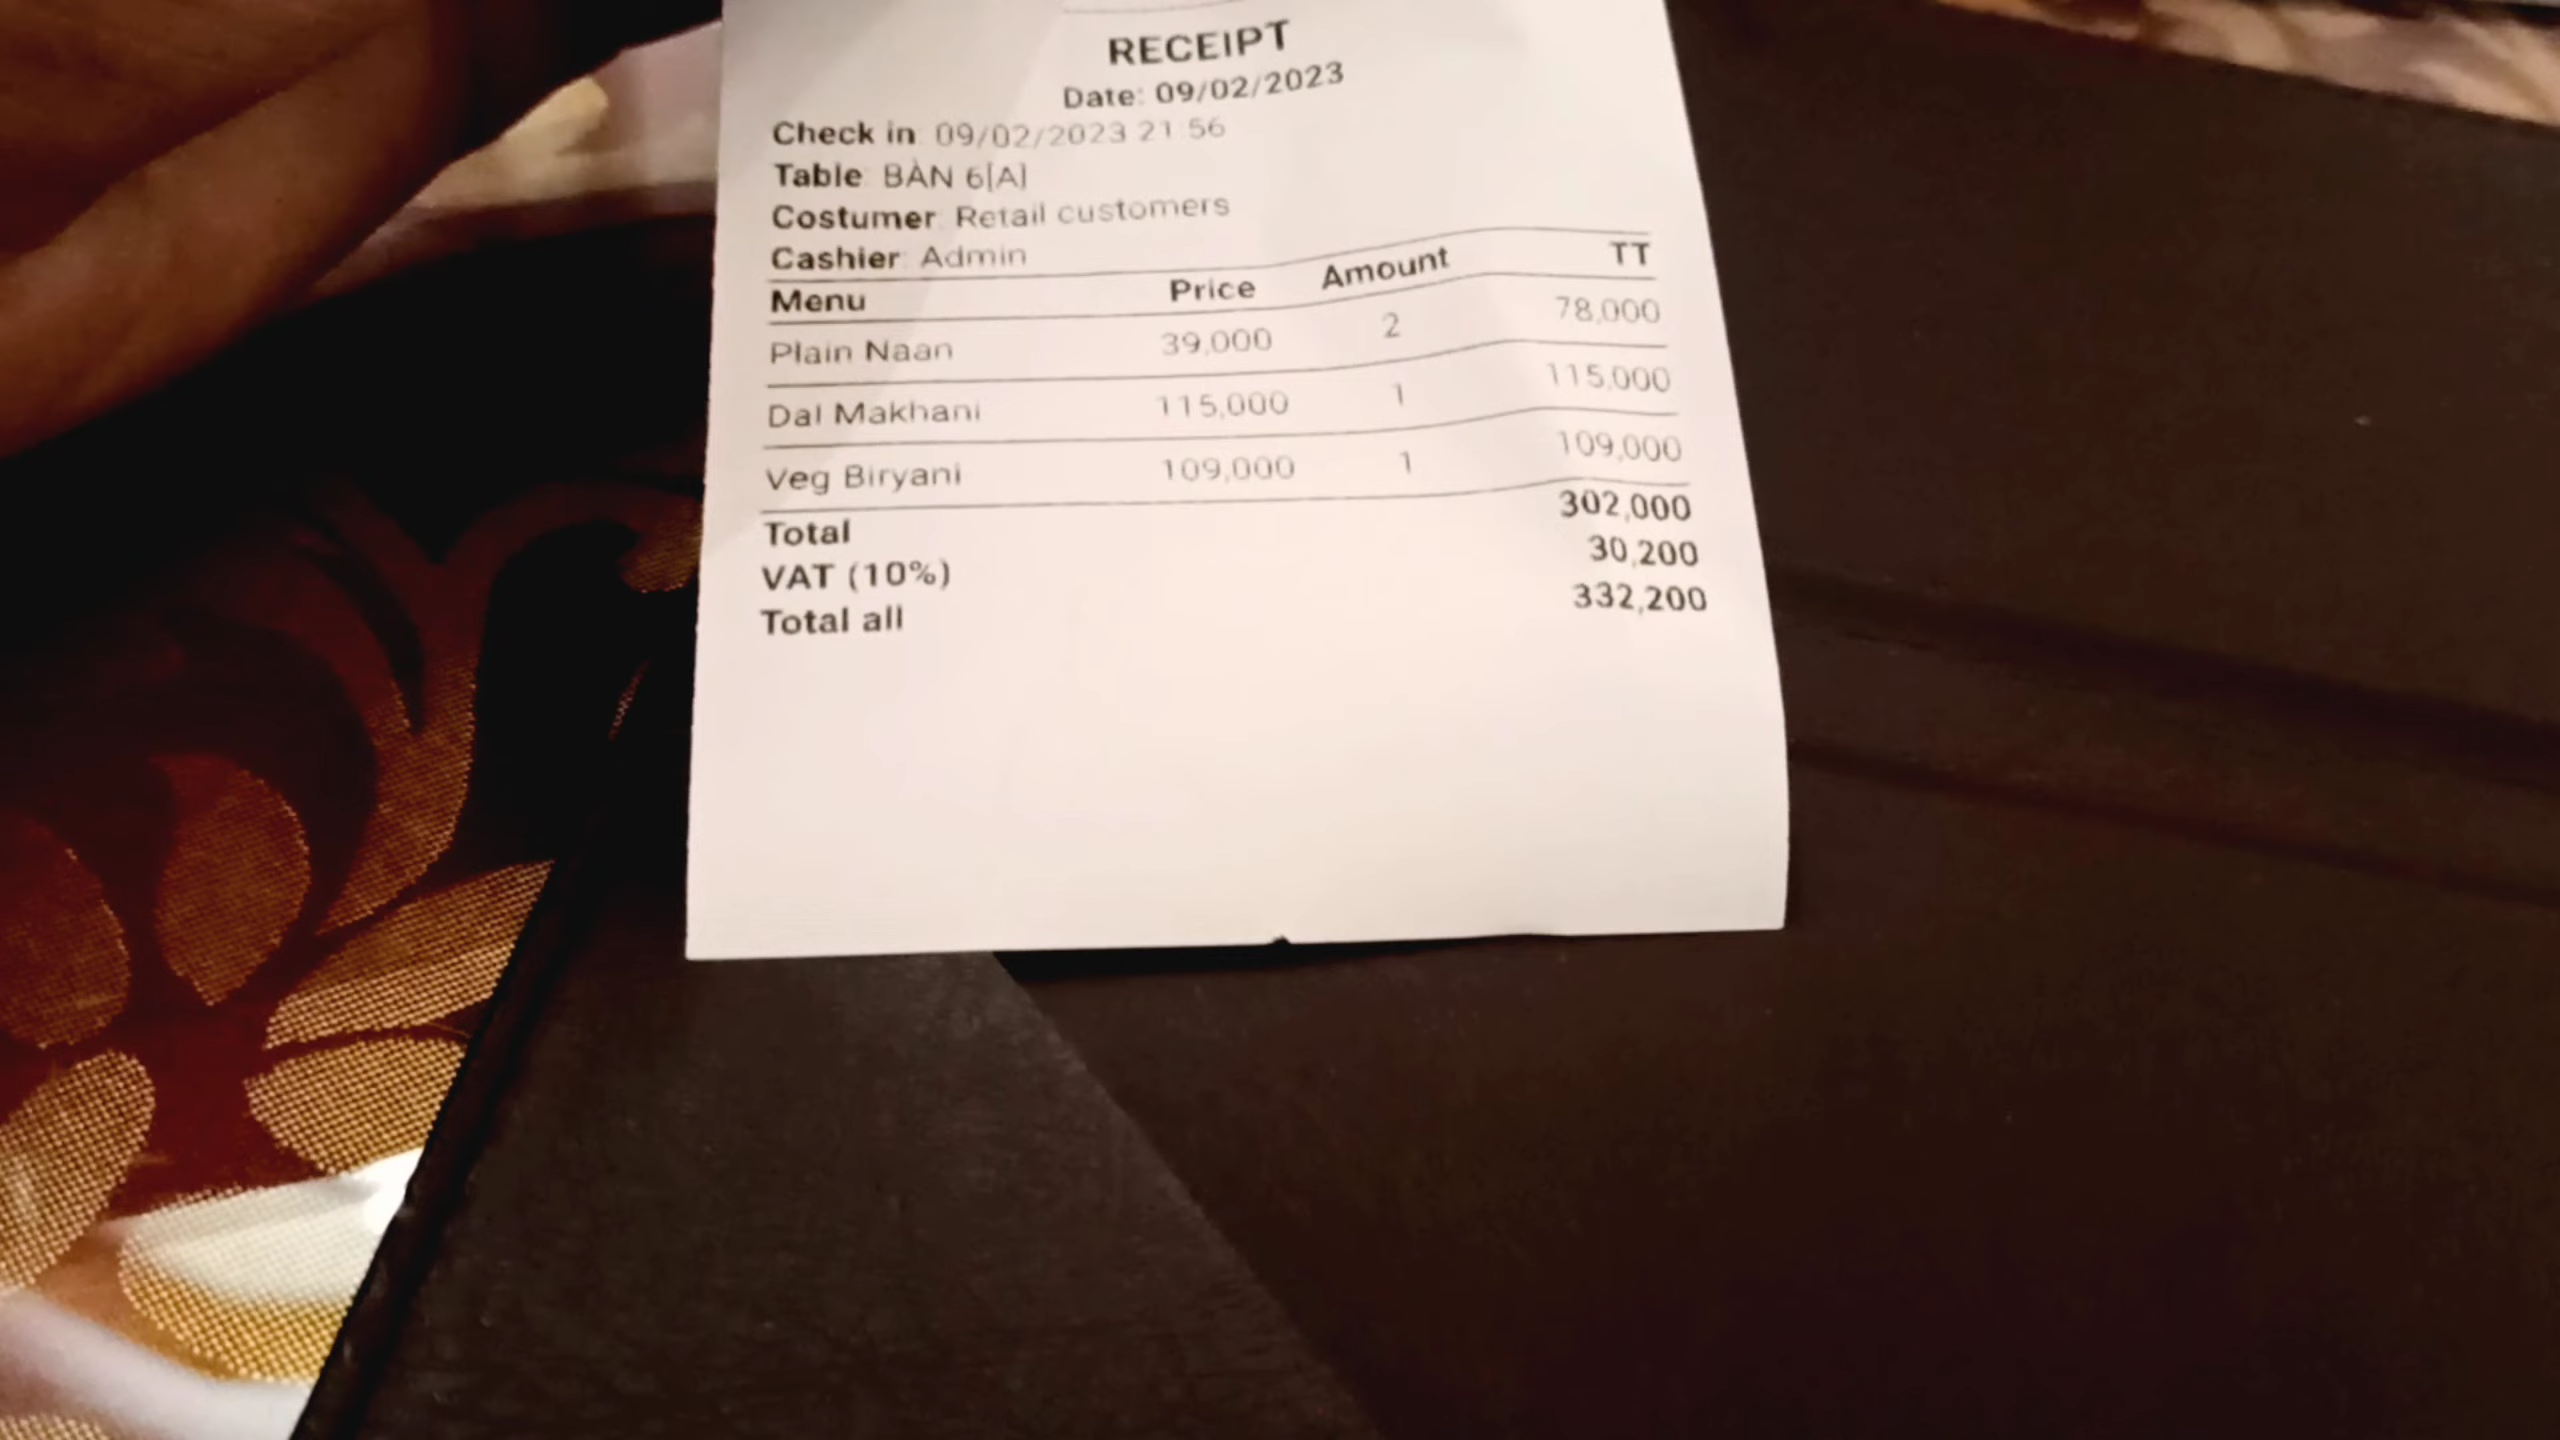 RECEIPT
Date: 09/02/2023
Check in: 09/02/2023 21:56
Table: BÀN 6[A]
Costumer: Retail customers
Cashier: Admin
Menu Price Amount TT
Plain Naan 39,000 2 78,000
Dal Makhani 115,000 1 115,000
Veg Biryani 109,000 1 109,000
Total 302,000
VAT (10%) 30,200
Total all 332,200